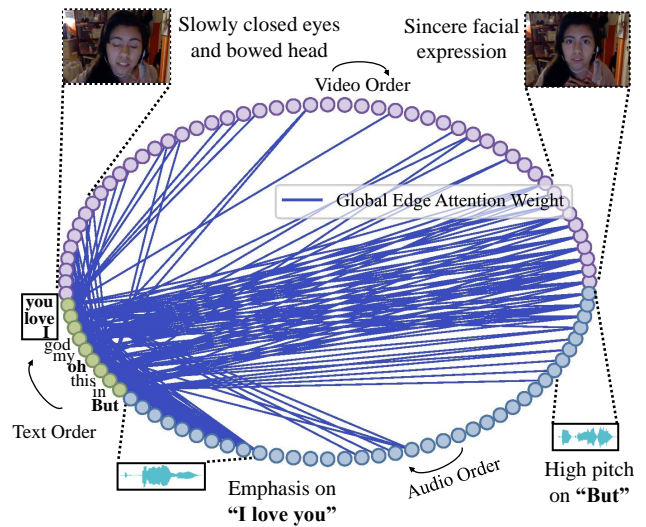 Slowly closed eyes
and bowed head
Sincere facial
expression
Video Order
Global Edge Attention Weight
you
love
I
god
my
oh
this
in
But
Text Order
Audio Order
Emphasis on
“I love you”
High pitch
on “But”